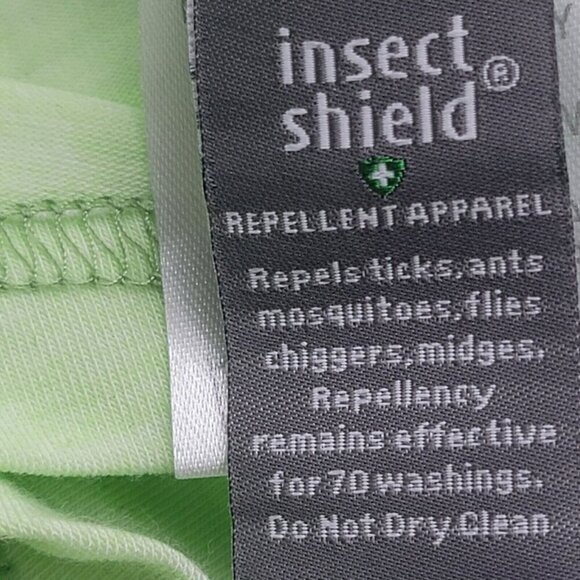 insect
shield®
REPELLENT APPAREL
Repels ticks, ants
mosquitoes, flies
chiggers, midges.
Repellency
remains effective
for 70 washings.
Do Not Dry Clean